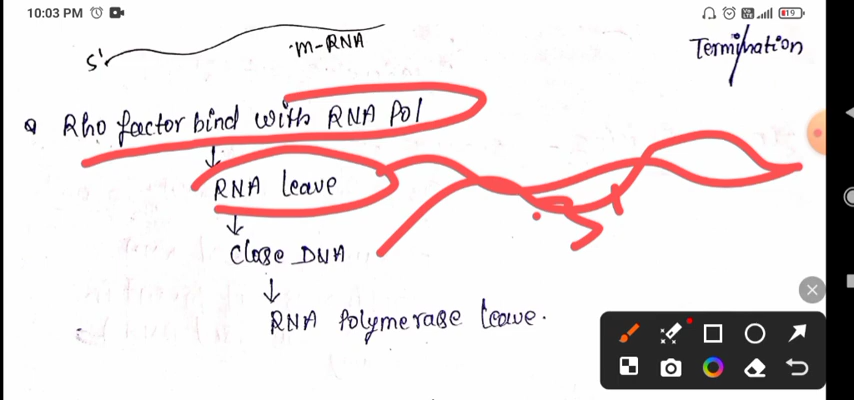 10:03 PM
19
5'
m-RNA
Termination
Rho factor bind with RNA Pol
↓
RNA leave
↓
Close DNA
↓
RNA Polymerase leave.